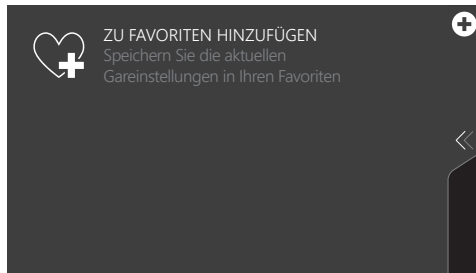 ZU FAVORITEN HINZUFÜGEN
Speichern Sie die aktuellen
Gareinstellungen in Ihren Favoriten